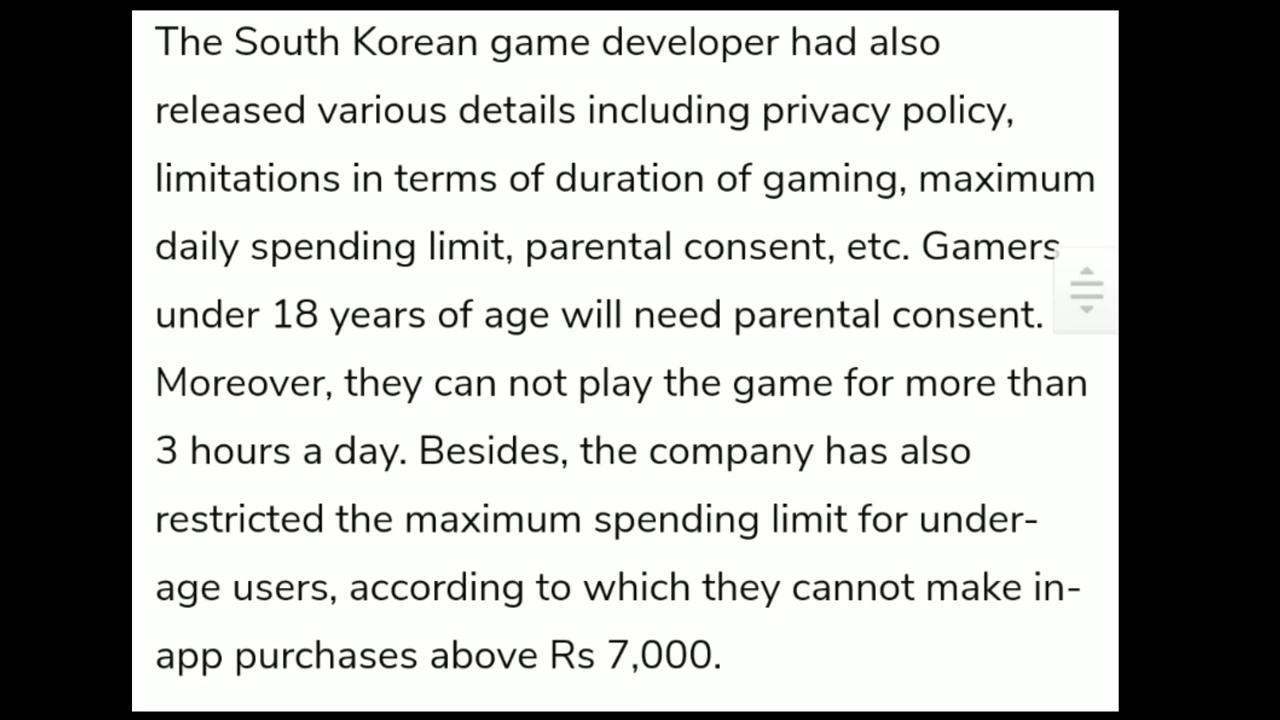 The South Korean game developer had also
released various details including privacy policy,
limitations in terms of duration of gaming, maximum
daily spending limit, parental consent, etc. Gamers
under 18 years of age will need parental consent.
Moreover, they can not play the game for more than
3 hours a day. Besides, the company has also
restricted the maximum spending limit for under-
age users, according to which they cannot make in-
app purchases above Rs 7,000.